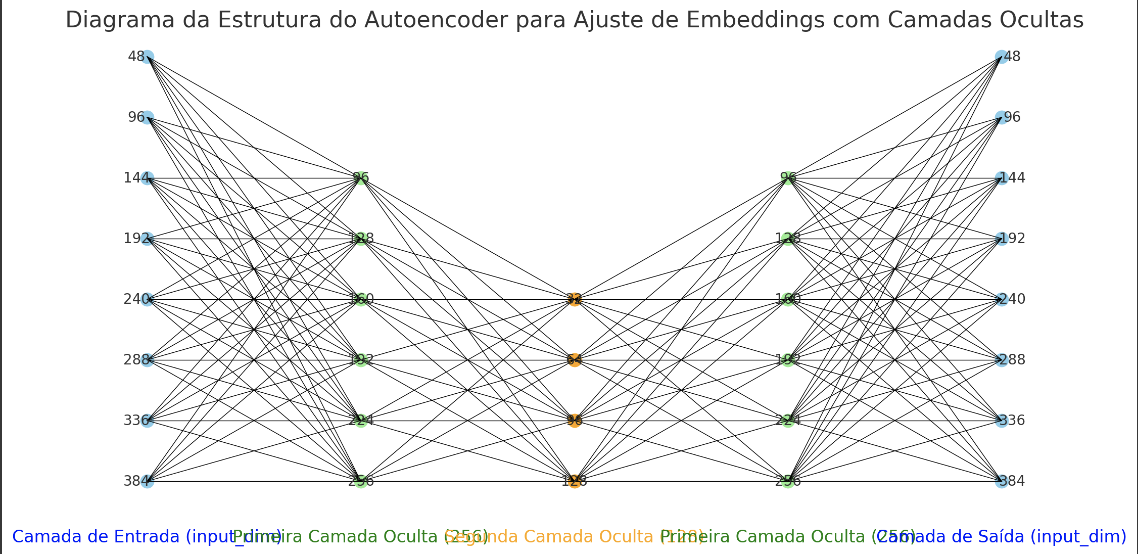 Diagrama da Estrutura do Autoencoder para Ajuste de Embeddings com Camadas Ocultas
48 48
96 96
144 96 96 144
192 128 128 192
240 160 32 160 240
288 192 64 192 288
336 224 96 224 336
384 256 128 256 384
Camada de Entrada (input_dim) Primeira Camada Oculta (256) Segunda Camada Oculta (128) Primeira Camada Oculta (256) Camada de Saída (input_dim)